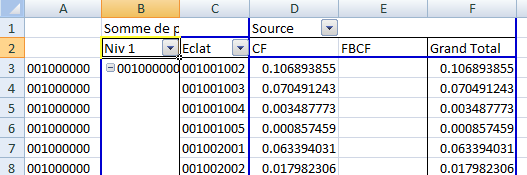 A B C D E F
1 Somme de p Source
2 Niv 1 Eclat CF FBCF Grand Total
3 001000000 001000000 001001002 0.106893855 0.106893855
4 001000000 001001003 0.070491243 0.070491243
5 001000000 001001004 0.003487773 0.003487773
6 001000000 001001005 0.000857459 0.000857459
7 001000000 001002001 0.063394031 0.063394031
8 001000000 001002002 0.017982306 0.017982306